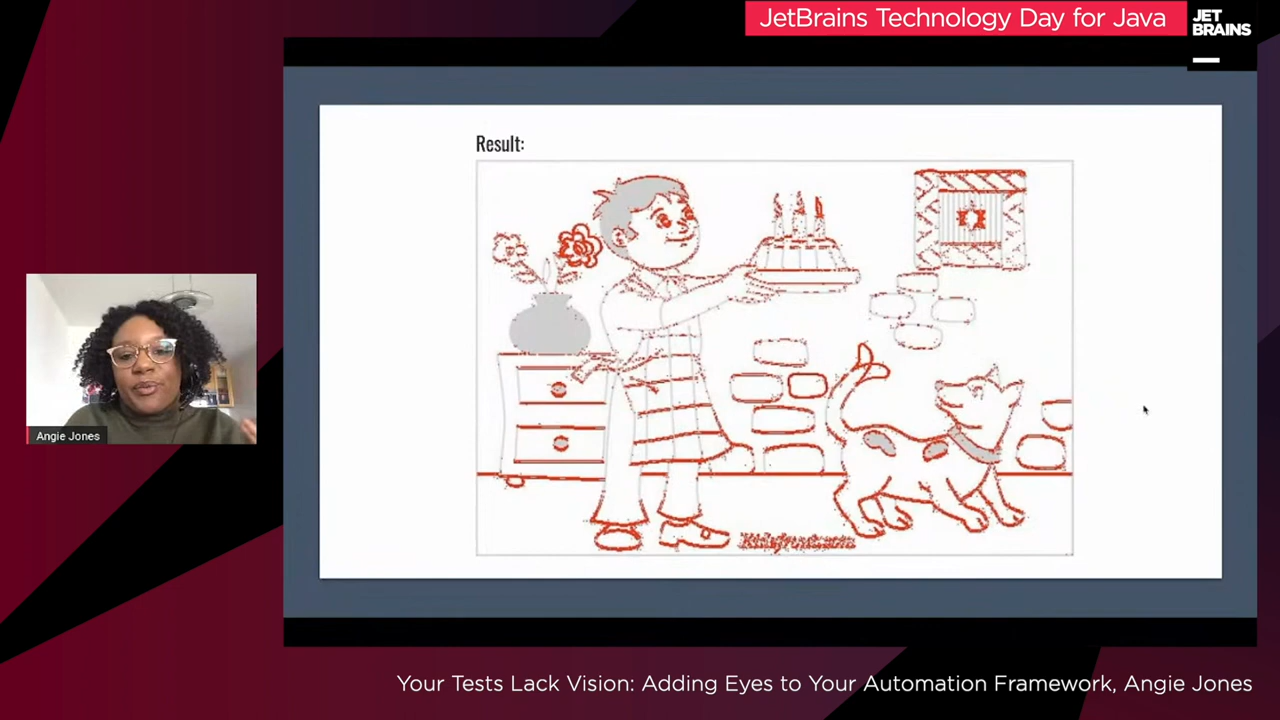 JetBrains Technology Day for Java
JET
BRAINS
Result:
Angie Jones
Your Tests Lack Vision: Adding Eyes to Your Automation Framework, Angie Jones